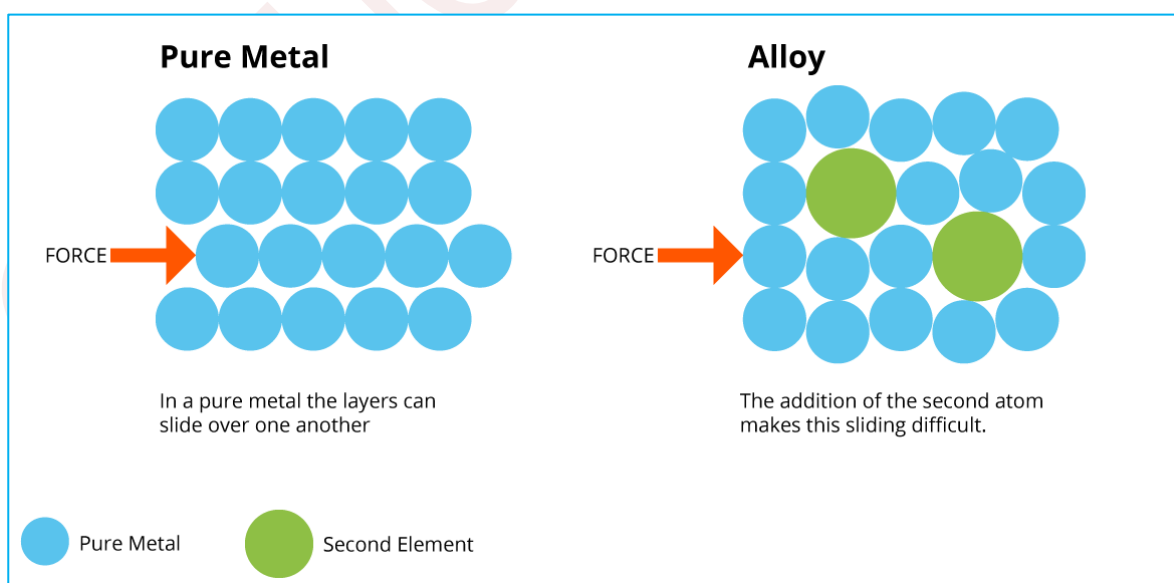 Pure Metal
Alloy
FORCE
FORCE
In a pure metal the layers can
slide over one another
The addition of the second atom
makes this sliding difficult.
Pure Metal
Second Element